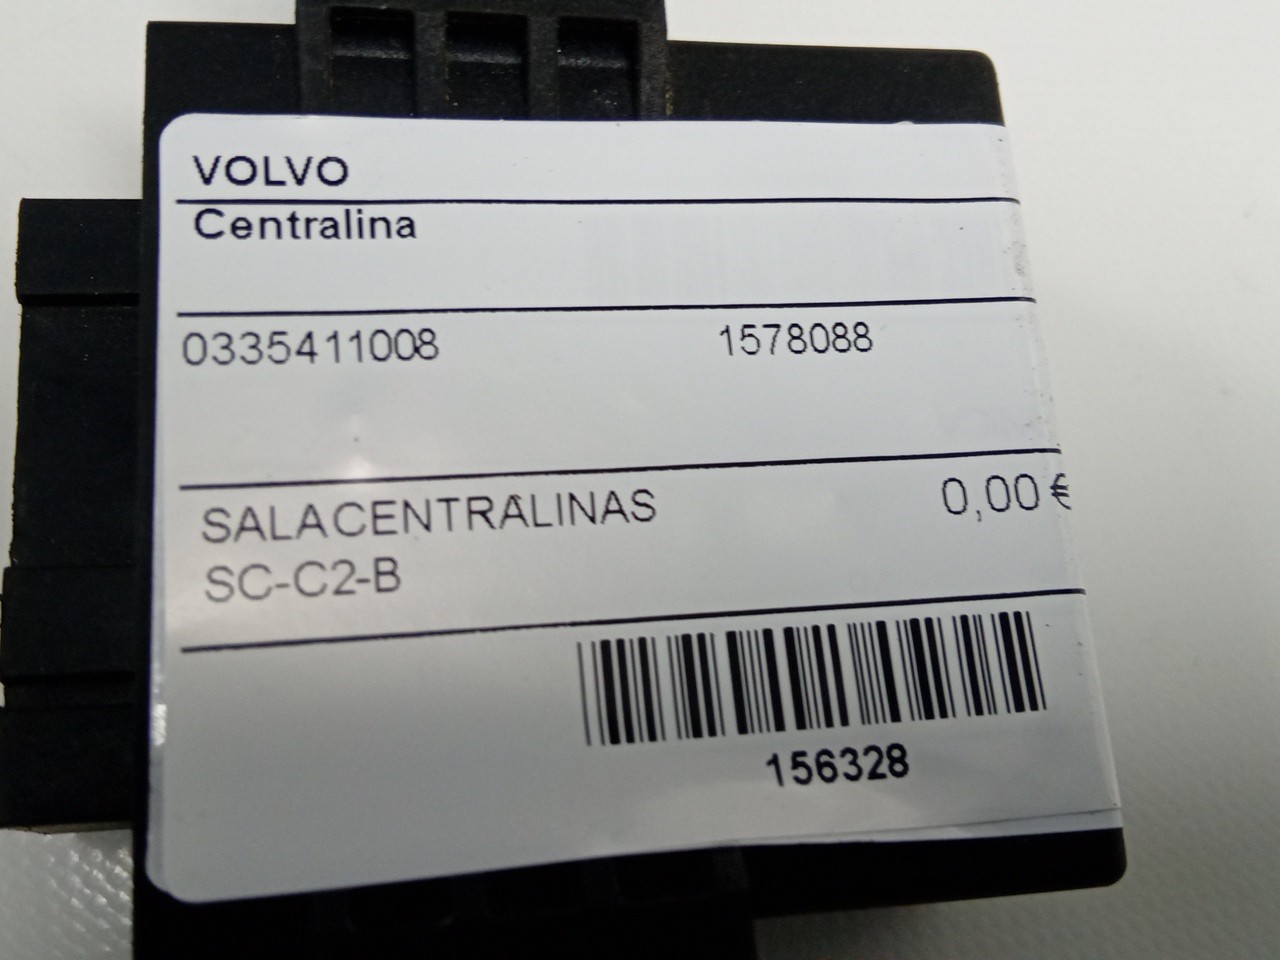 VOLVO
Centralina
0335411008 1578088
SALACENTRALINAS 0,00 €
SC-C2-B
156328